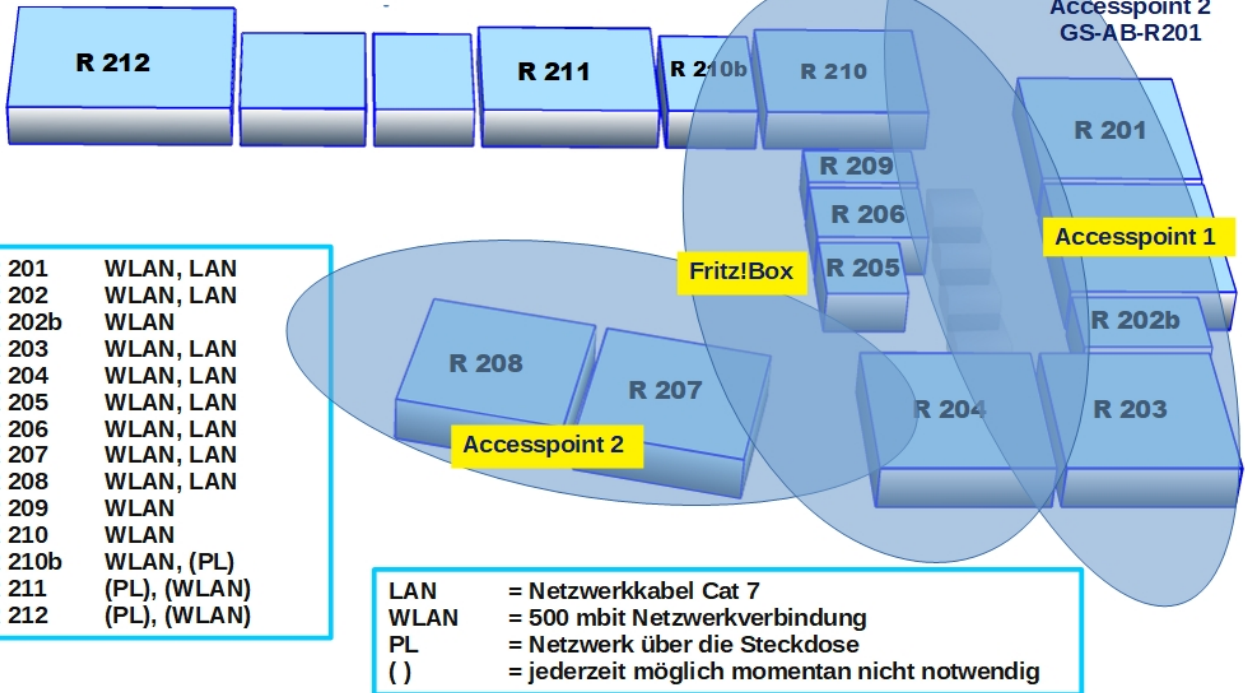 Accesspoint 2
GS-AB-R201
R 212
R 211
R 210b
R 210
R 201
R 209
R 206
Accesspoint 1
Fritz!Box
R 205
R 202b
R 208
R 207
R 204
R 203
Accesspoint 2
201 WLAN, LAN
202 WLAN, LAN
202b WLAN
203 WLAN, LAN
204 WLAN, LAN
205 WLAN, LAN
206 WLAN, LAN
207 WLAN, LAN
208 WLAN, LAN
209 WLAN
210 WLAN
210b WLAN, (PL)
211 (PL), (WLAN)
212 (PL), (WLAN)
LAN = Netzwerkkabel Cat 7
WLAN = 500 mbit Netzwerkverbindung
PL = Netzwerk über die Steckdose
( ) = jederzeit möglich momentan nicht notwendig